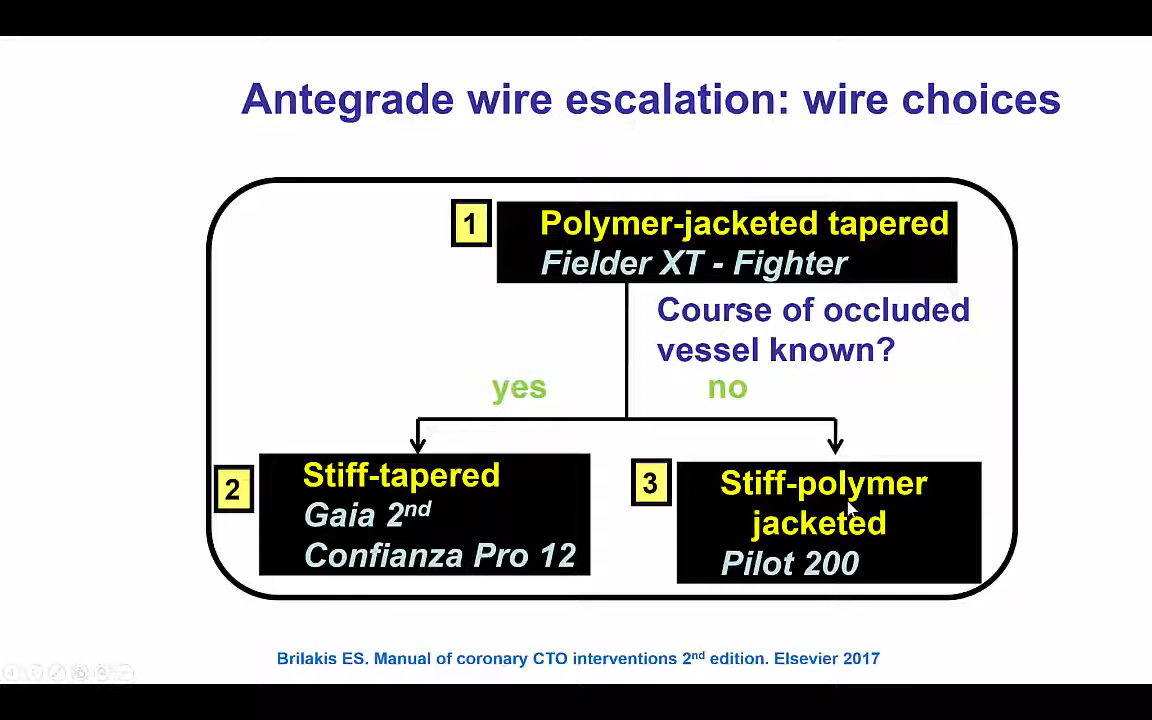 Antegrade wire escalation: wire choices
1
Polymer-jacketed tapered
Fielder XT - Fighter
Course of occluded
vessel known?
yes
no
2
Stiff-tapered
Gaia 2nd
Confianza Pro 12
3
Stiff-polymer
jacketed
Pilot 200
Brilakis ES. Manual of coronary CTO interventions 2nd edition. Elsevier 2017